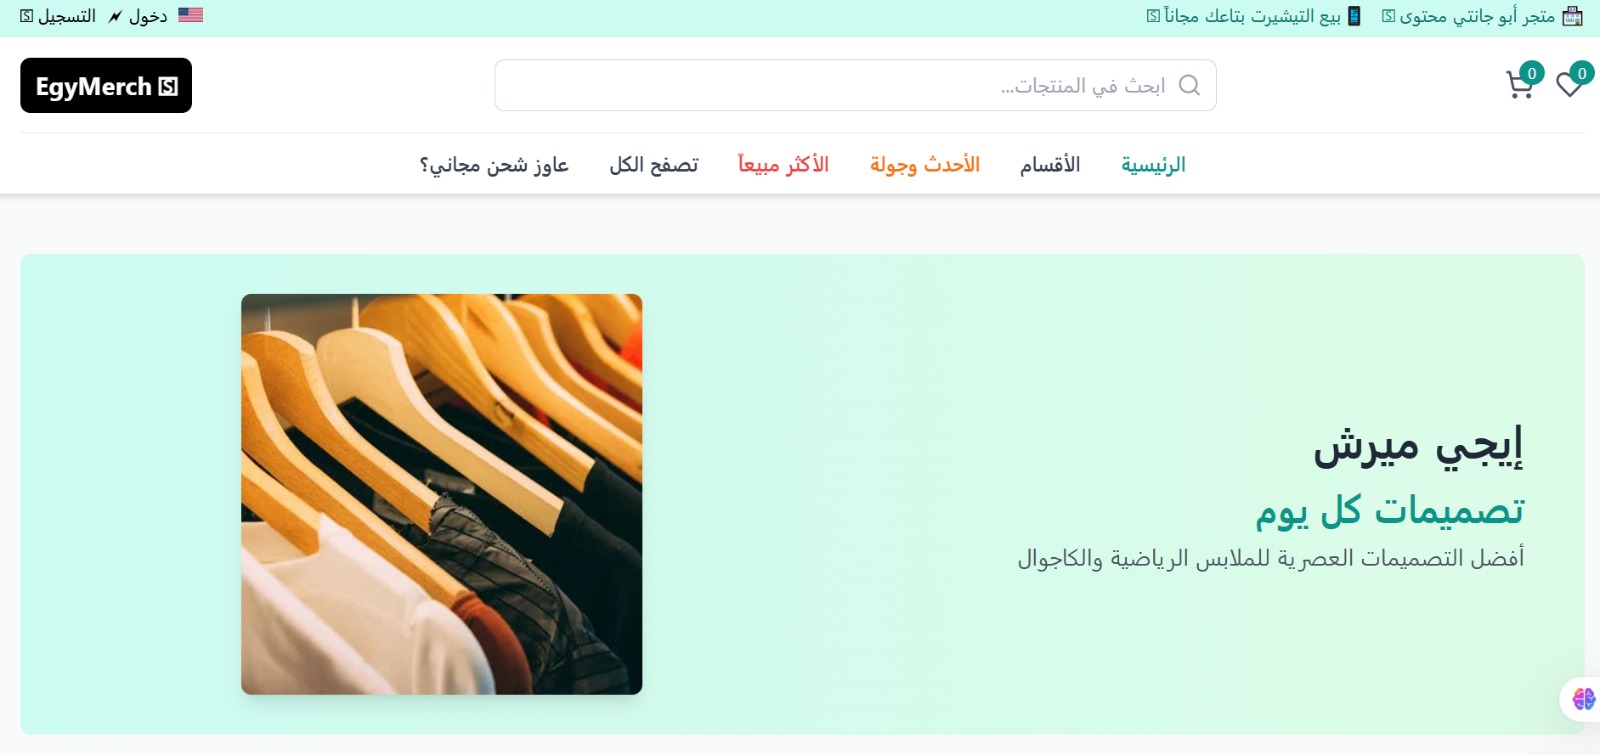 متجر أبو جانتي محتوى
بيع التيشيرت بتاعك مجاناً
دخول
التسجيل
0
0
ابحث في المنتجات...
EgyMerch
الرئيسية
الأقسام
الأحدث وجولة
الأكثر مبيعاً
تصفح الكل
عاوز شحن مجاني؟
إيجي ميرش
تصميمات كل يوم
أفضل التصميمات العصرية للملابس الرياضية والكاجوال